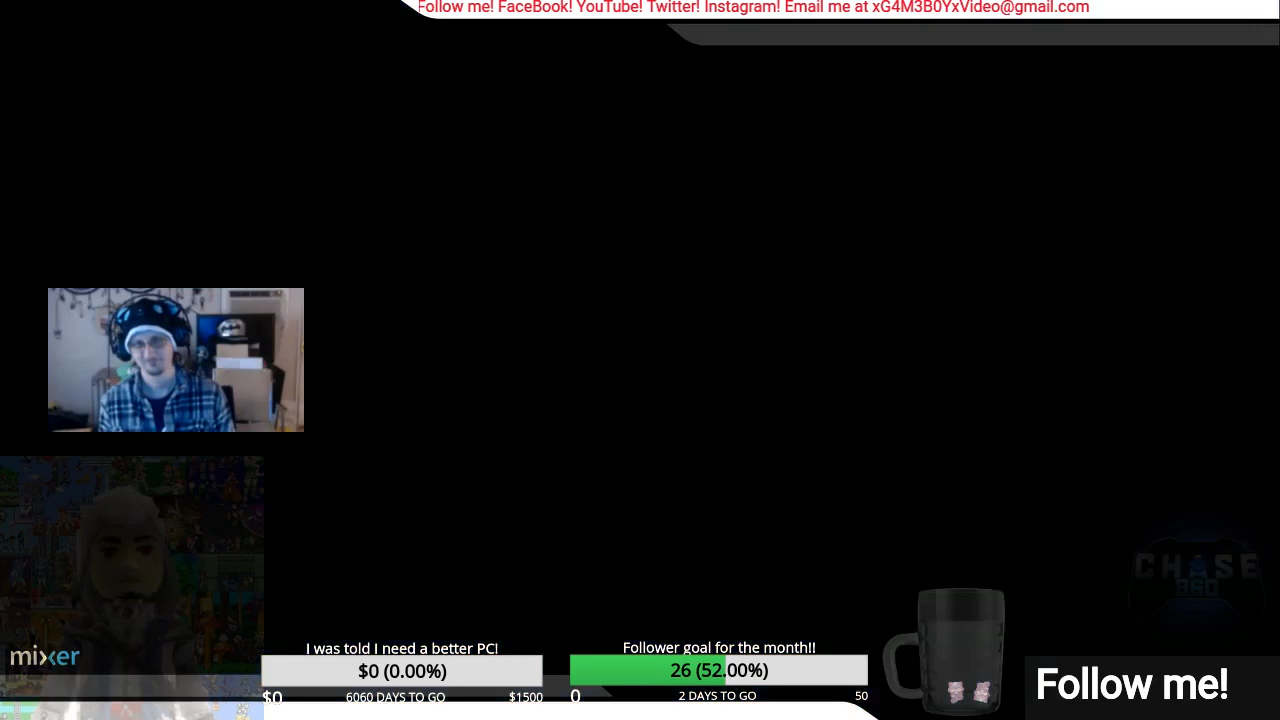 Follow me! FaceBook! YouTube! Twitter! Instagram! Email me at xG4M3B0YxVideo@gmail.com
CHASE
BRO
mixer
I was told I need a better PC!
$0 (0.00%)
$0 6060 DAYS TO GO $1500
Follower goal for the month!!
26 (52.00%)
0 2 DAYS TO GO 50
Follow me!